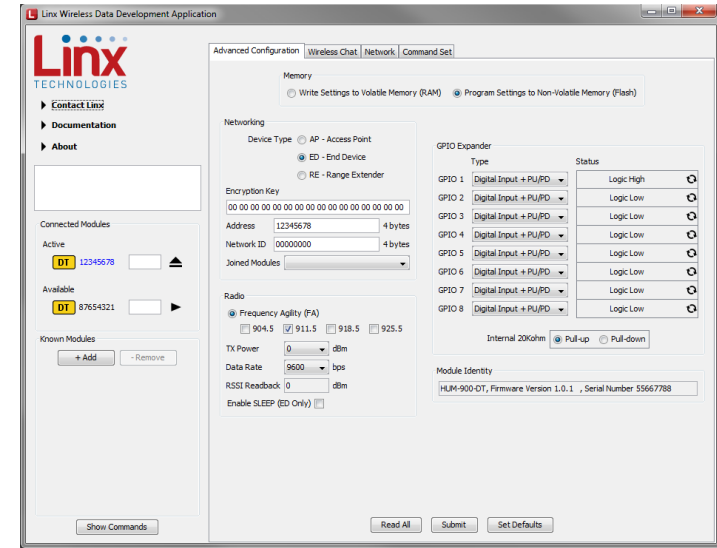 Linx Wireless Data Development Application
Linx
TECHNOLOGIES
Contact Linx
Documentation
About
Connected Modules
Active
DT 12345678
Available
DT 87654321
Known Modules
+ Add - Remove
Show Commands
Advanced Configuration Wireless Chat Network Command Set
Memory
Write Settings to Volatile Memory (RAM) Program Settings to Non-Volatile Memory (Flash)
Networking
Device Type AP - Access Point
ED - End Device
RE - Range Extender
Encryption Key
00 00 00 00 00 00 00 00 00 00 00 00 00 00 00 00
Address 12345678 4 bytes
Network ID 00000000 4 bytes
Joined Modules
Radio
Frequency Agility (FA)
904.5 911.5 918.5 925.5
TX Power 0 dBm
Data Rate 9600 bps
RSSI Readback 0 dBm
Enable SLEEP (ED Only)
GPIO Expander
Type Status
GPIO 1 Digital Input + PU/PD Logic High
GPIO 2 Digital Input + PU/PD Logic Low
GPIO 3 Digital Input + PU/PD Logic Low
GPIO 4 Digital Input + PU/PD Logic Low
GPIO 5 Digital Input + PU/PD Logic Low
GPIO 6 Digital Input + PU/PD Logic Low
GPIO 7 Digital Input + PU/PD Logic Low
GPIO 8 Digital Input + PU/PD Logic Low
Internal 20Kohm Pull-up Pull-down
Module Identity
HUM-900-DT, Firmware Version 1.0.1 , Serial Number 55667788
Read All Submit Set Defaults